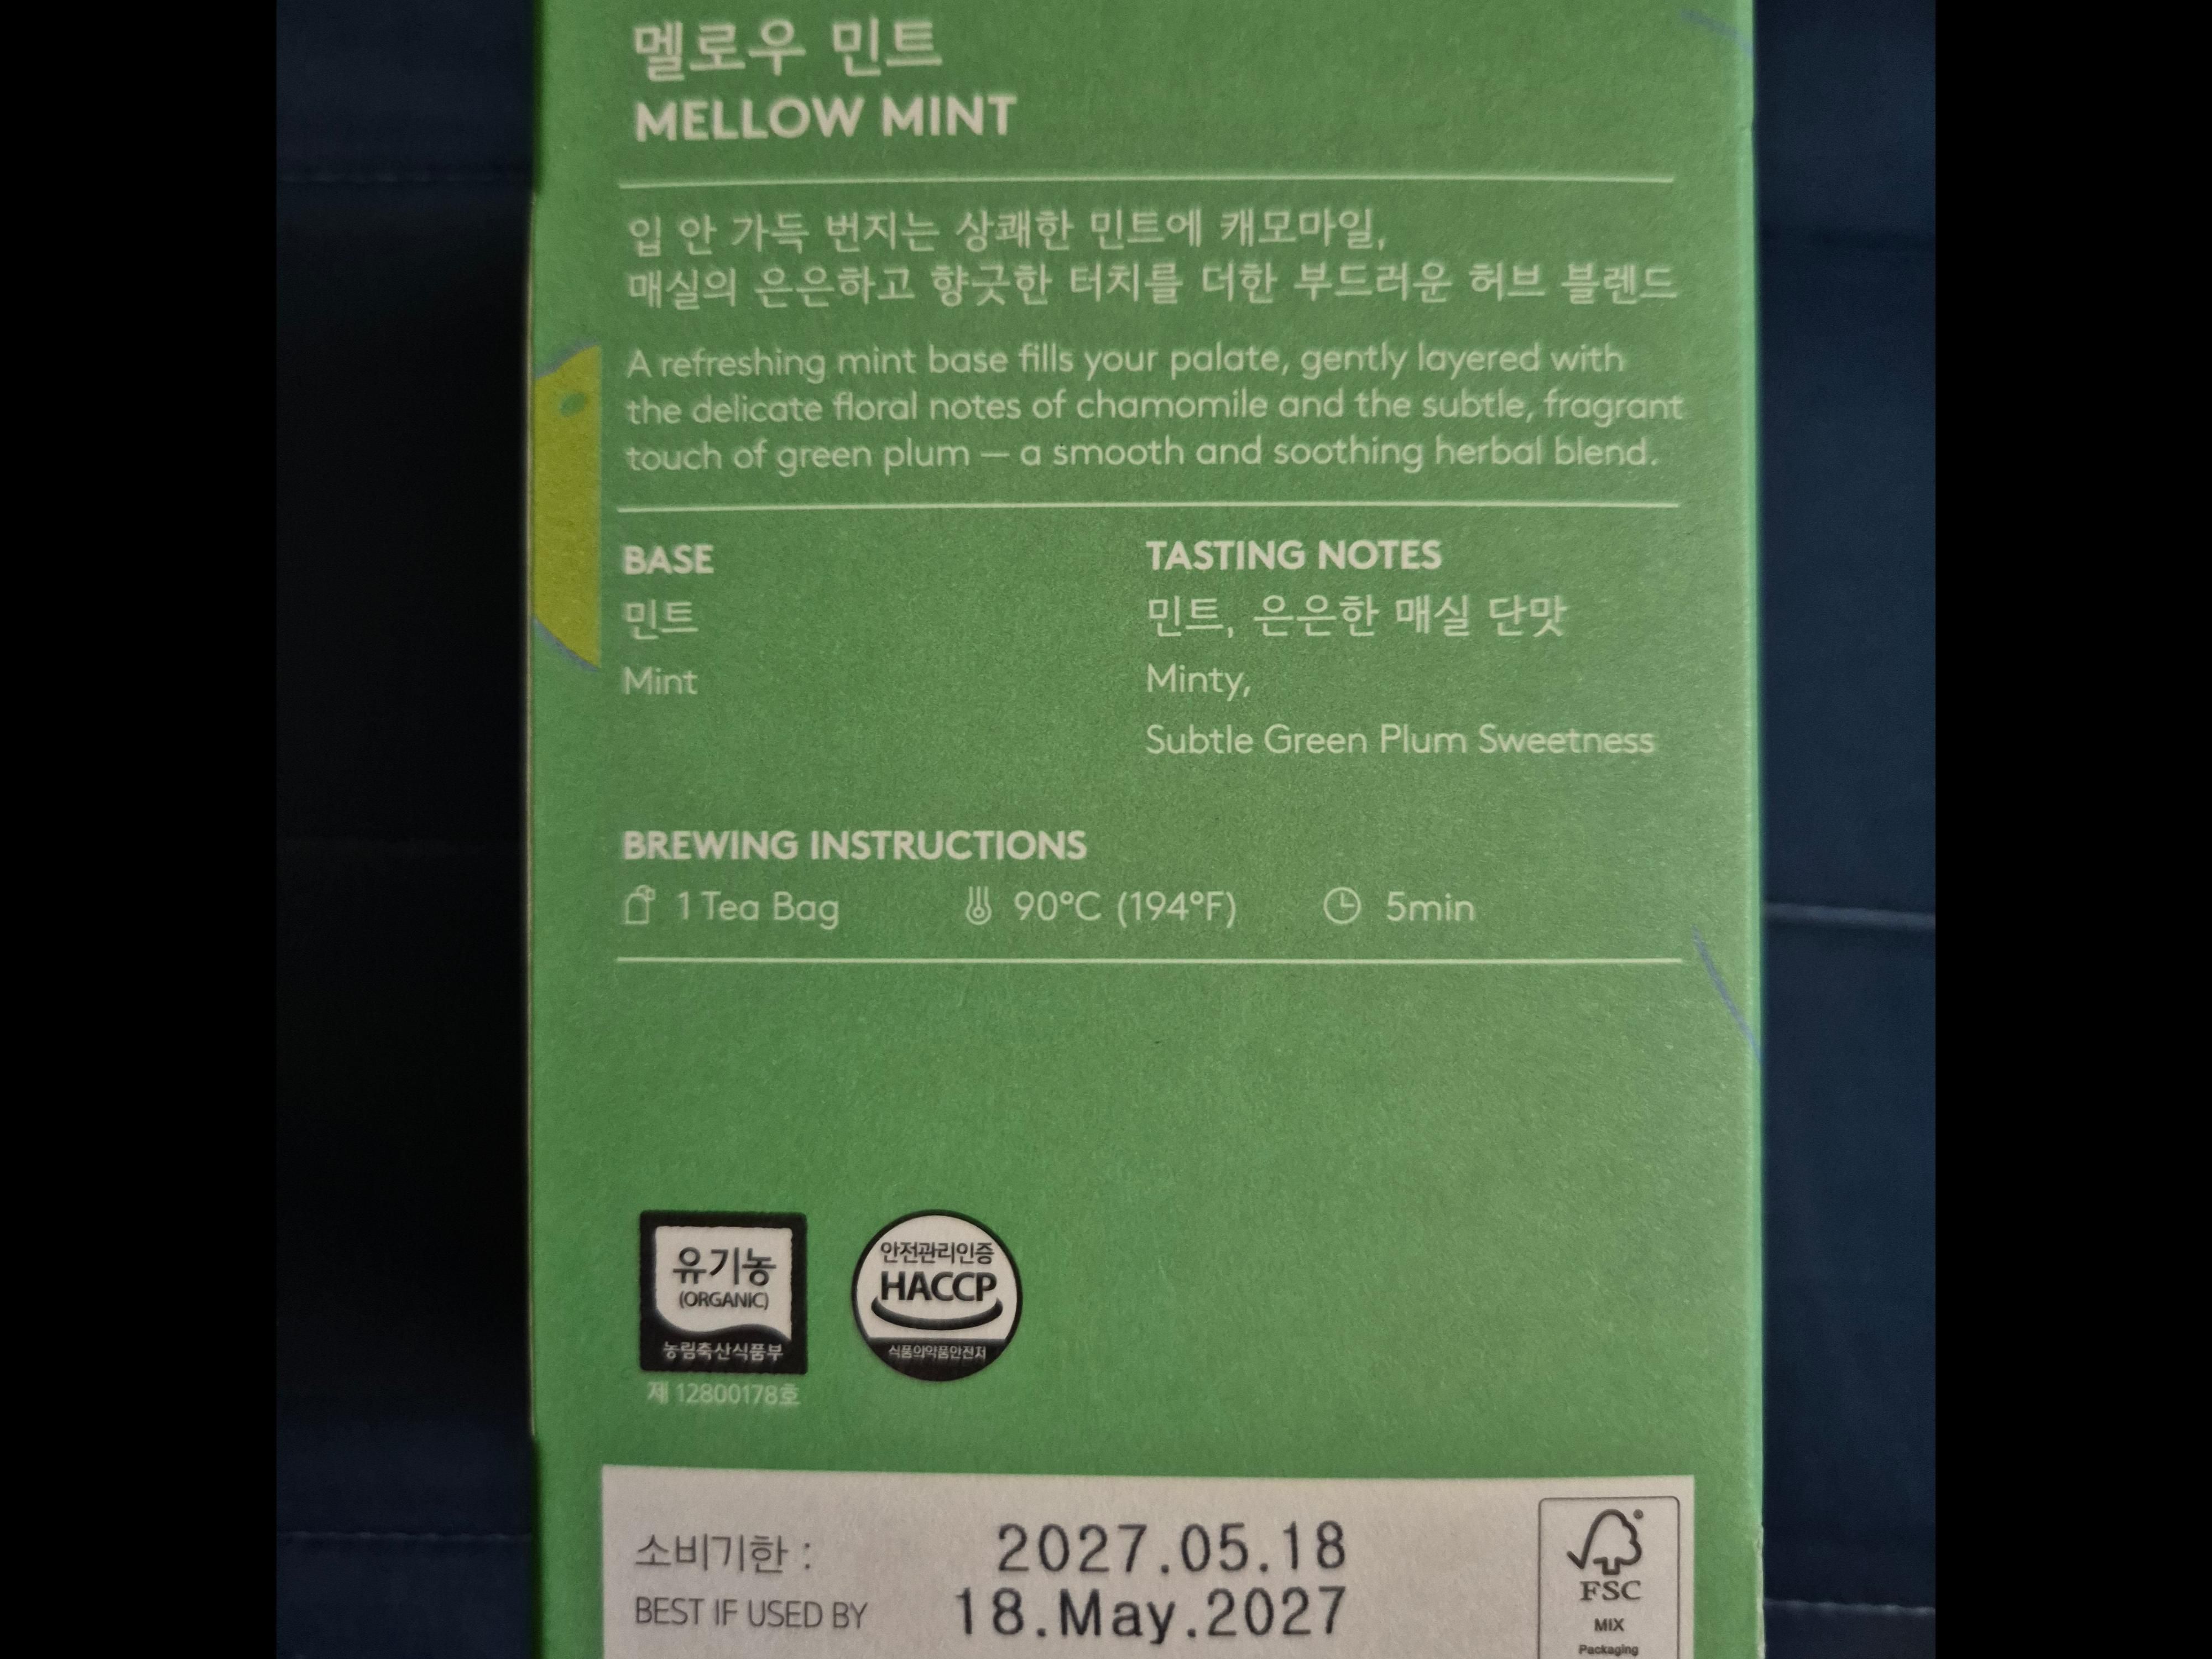 멜로우 민트
MELLOW MINT
입 안 가득 번지는 상쾌한 민트에 캐모마일,
매실의 은은하고 향긋한 터치를 더한 부드러운 허브 블렌드
A refreshing mint base fills your palate, gently layered with
the delicate floral notes of chamomile and the subtle, fragrant
touch of green plum — a smooth and soothing herbal blend.
BASE
민트
Mint
TASTING NOTES
민트, 은은한 매실 단맛
Minty,
Subtle Green Plum Sweetness
BREWING INSTRUCTIONS
1 Tea Bag 90°C (194°F) 5min
유기농
(ORGANIC)
농림축산식품부
제 12800178호
안전관리인증
HACCP
식품의약품안전처
소비기한 : 2027.05.18
BEST IF USED BY 18.May.2027
FSC
MIX
Packaging